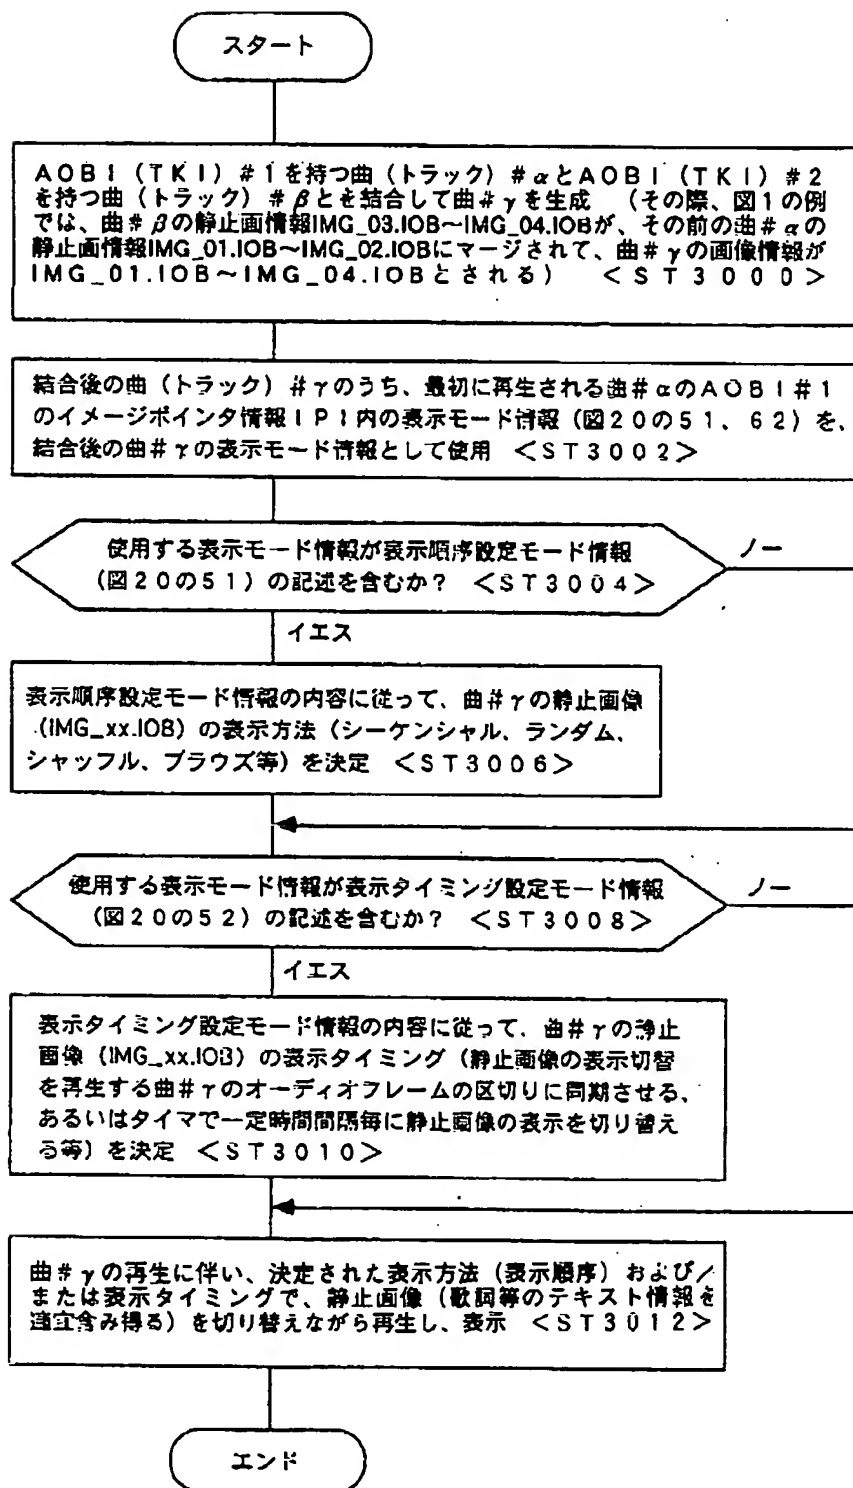 スタート
AOBI (TKI) #1を持つ曲 (トラック) #αとAOBI (TKI) #2
を持つ曲 (トラック) #βとを結合して曲#γを生成 (その際、図1の例
では、曲#βの静止画情報IMG_03.IOB~IMG_04.IOBが、その前の曲#αの
静止画情報IMG_01.IOB~IMG_02.IOBにマージされて、曲#γの画像情報が
IMG_01.IOB~IMG_04.IOBとされる) <ST3000>
結合後の曲 (トラック) #γのうち、最初に再生される曲#αのAOBI#1
のイメージポインタ情報IPI内の表示モード情報 (図20の51、62) を、
結合後の曲#γの表示モード情報として使用 <ST3002>
使用する表示モード情報が表示順序設定モード情報
(図20の51) の記述を含むか? <ST3004>
ノー
イエス
表示順序設定モード情報の内容に従って、曲#γの静止画像
(IMG_xx.IOB) の表示方法 (シーケンシャル、ランダム、
シャッフル、ブラウズ等) を決定 <ST3006>
使用する表示モード情報が表示タイミング設定モード情報
(図20の52) の記述を含むか? <ST3008>
ノー
イエス
表示タイミング設定モード情報の内容に従って、曲#γの静止
画像 (IMG_xx.IOB) の表示タイミング (静止画像の表示切替
を再生する曲#γのオーディオフレームの区切りに同期させる、
あるいはタイマで一定時間間隔毎に静止画像の表示を切り替え
る等) を決定 <ST3010>
曲#γの再生に伴い、決定された表示方法 (表示順序) および/
または表示タイミングで、静止画像 (歌詞等のテキスト情報を
適宜含み得る) を切り替えながら再生し、表示 <ST3012>
エンド